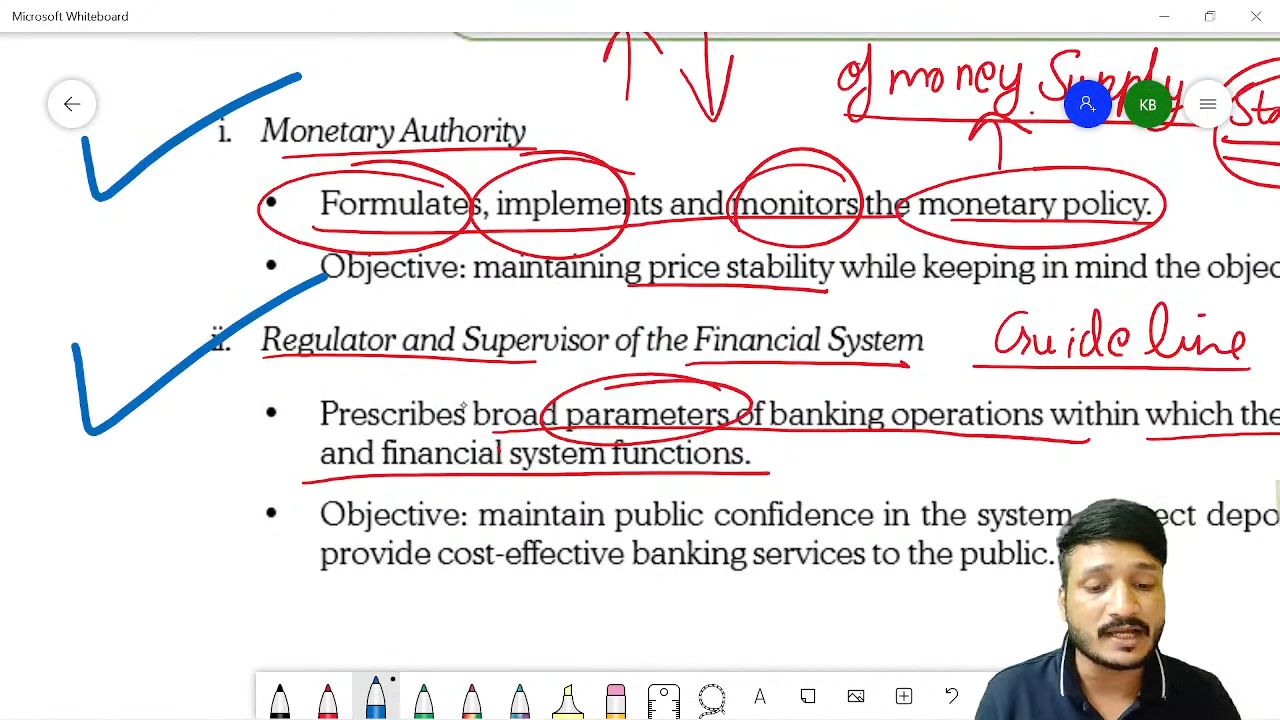 Microsoft Whiteboard
of money Supply
KB
i. Monetary Authority
• Formulates, implements and monitors the monetary policy.
• Objective: maintaining price stability while keeping in mind the
ii. Regulator and Supervisor of the Financial System
Guide line
• Prescribes broad parameters of banking operations within which the
and financial system functions.
• Objective: maintain public confidence in the system
provide cost-effective banking services to the public.
A